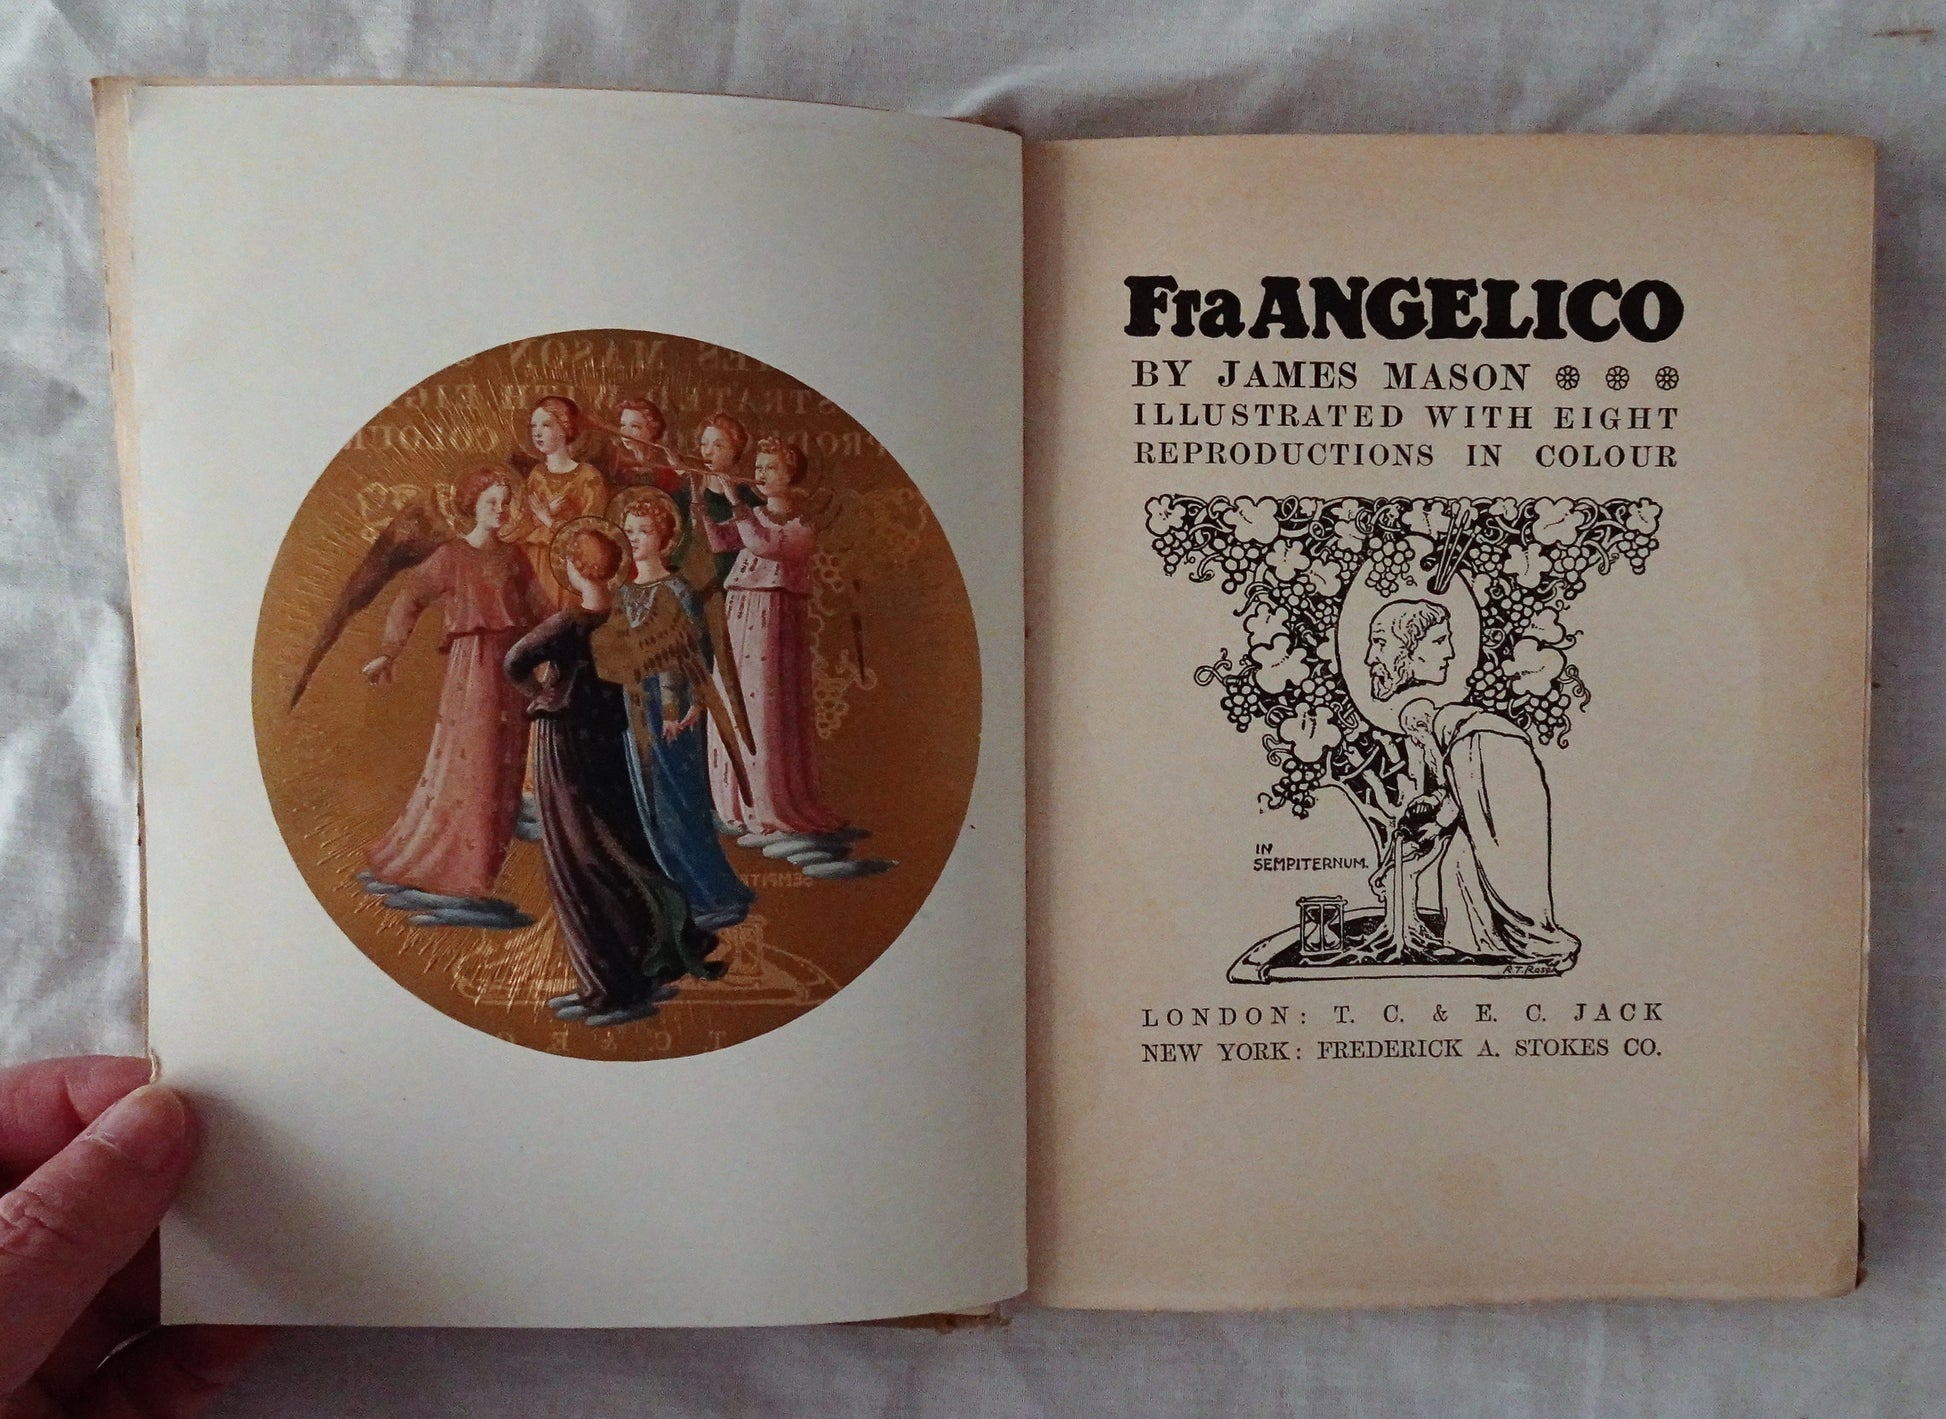 Fra ANGELICO
BY JAMES MASON
ILLUSTRATED WITH EIGHT
REPRODUCTIONS IN COLOUR
IN
SEMPITERNUM.
LONDON: T. C. & E. C. JACK
NEW YORK: FREDERICK A. STOKES CO.